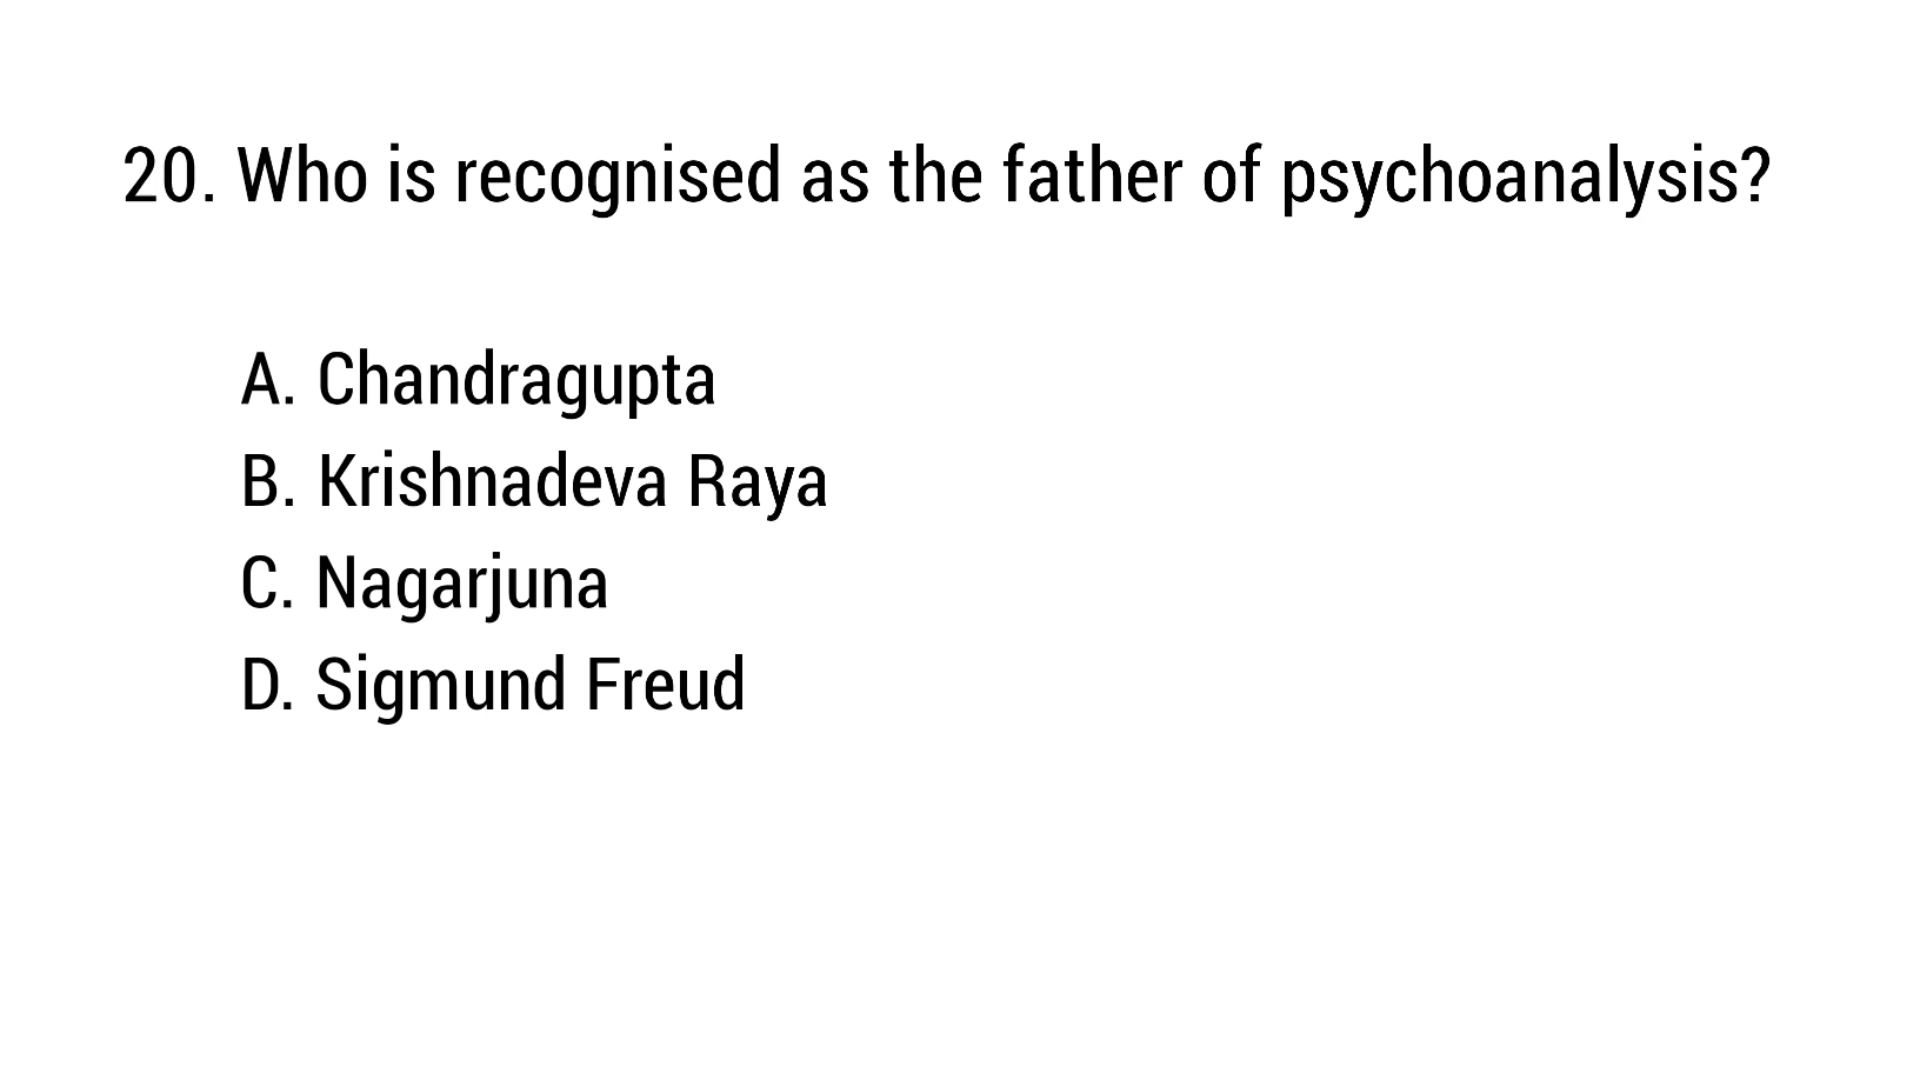 20. Who is recognised as the father of psychoanalysis?
A. Chandragupta
B. Krishnadeva Raya
C. Nagarjuna
D. Sigmund Freud